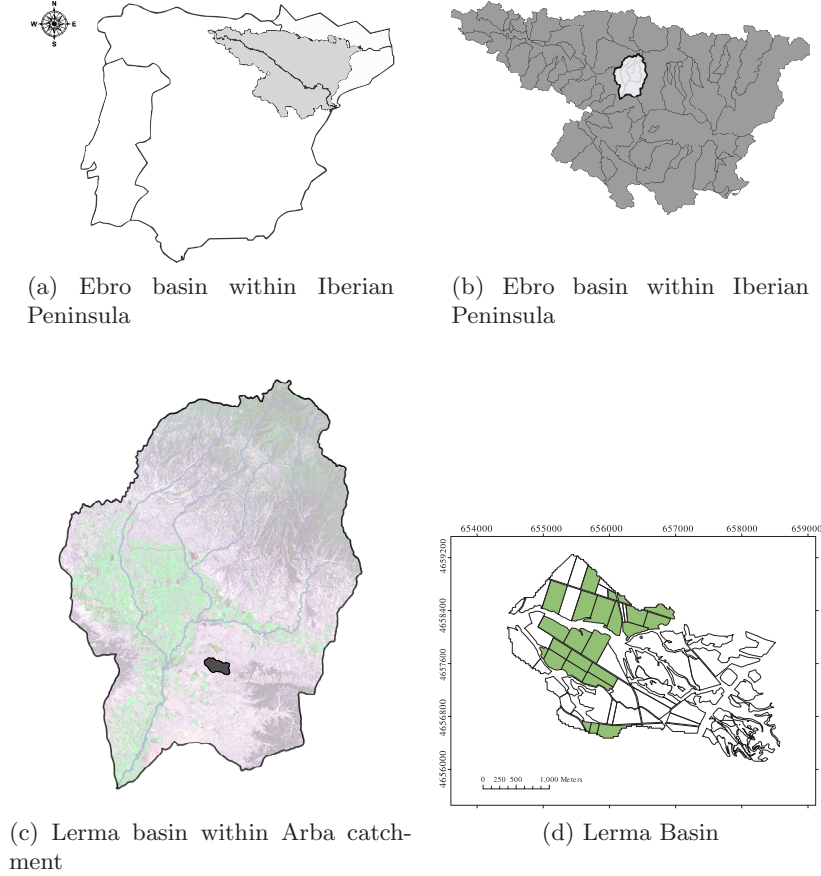 N
W E
S
(a) Ebro basin within Iberian
Peninsula
(b) Ebro basin within Iberian
Peninsula
(c) Lerma basin within Arba catch-
ment
654000 655000 656000 657000 658000 659000
4659200
4658400
4657600
4656800
4656000
0 250 500 1,000 Meters
(d) Lerma Basin